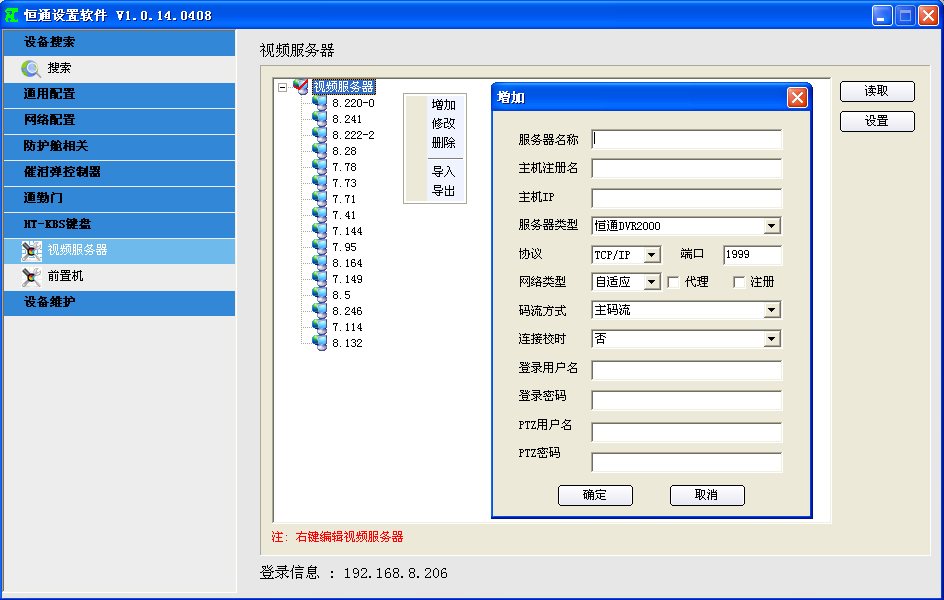 恒通设置软件 V1.0.14.0408
设备搜索
搜索
通用配置
网络配置
防护舱相关
催泪弹控制器
通勤门
HT-KBS键盘
视频服务器
前置机
设备维护
视频服务器
视频服务器
8.220-0
8.241
8.222-2
8.28
7.78
7.73
7.71
7.41
7.144
7.95
8.164
7.149
8.5
8.246
7.114
8.132
增加
修改
删除
导入
导出
增加
服务器名称
主机注册名
主机IP
服务器类型 恒通DVR2000
协议 TCP/IP 端口 1999
网络类型 自适应 代理 注册
码流方式 主码流
连接校时 否
登录用户名
登录密码
PTZ用户名
PTZ密码
确定 取消
读取
设置
注: 右键编辑视频服务器
登录信息 : 192.168.8.206